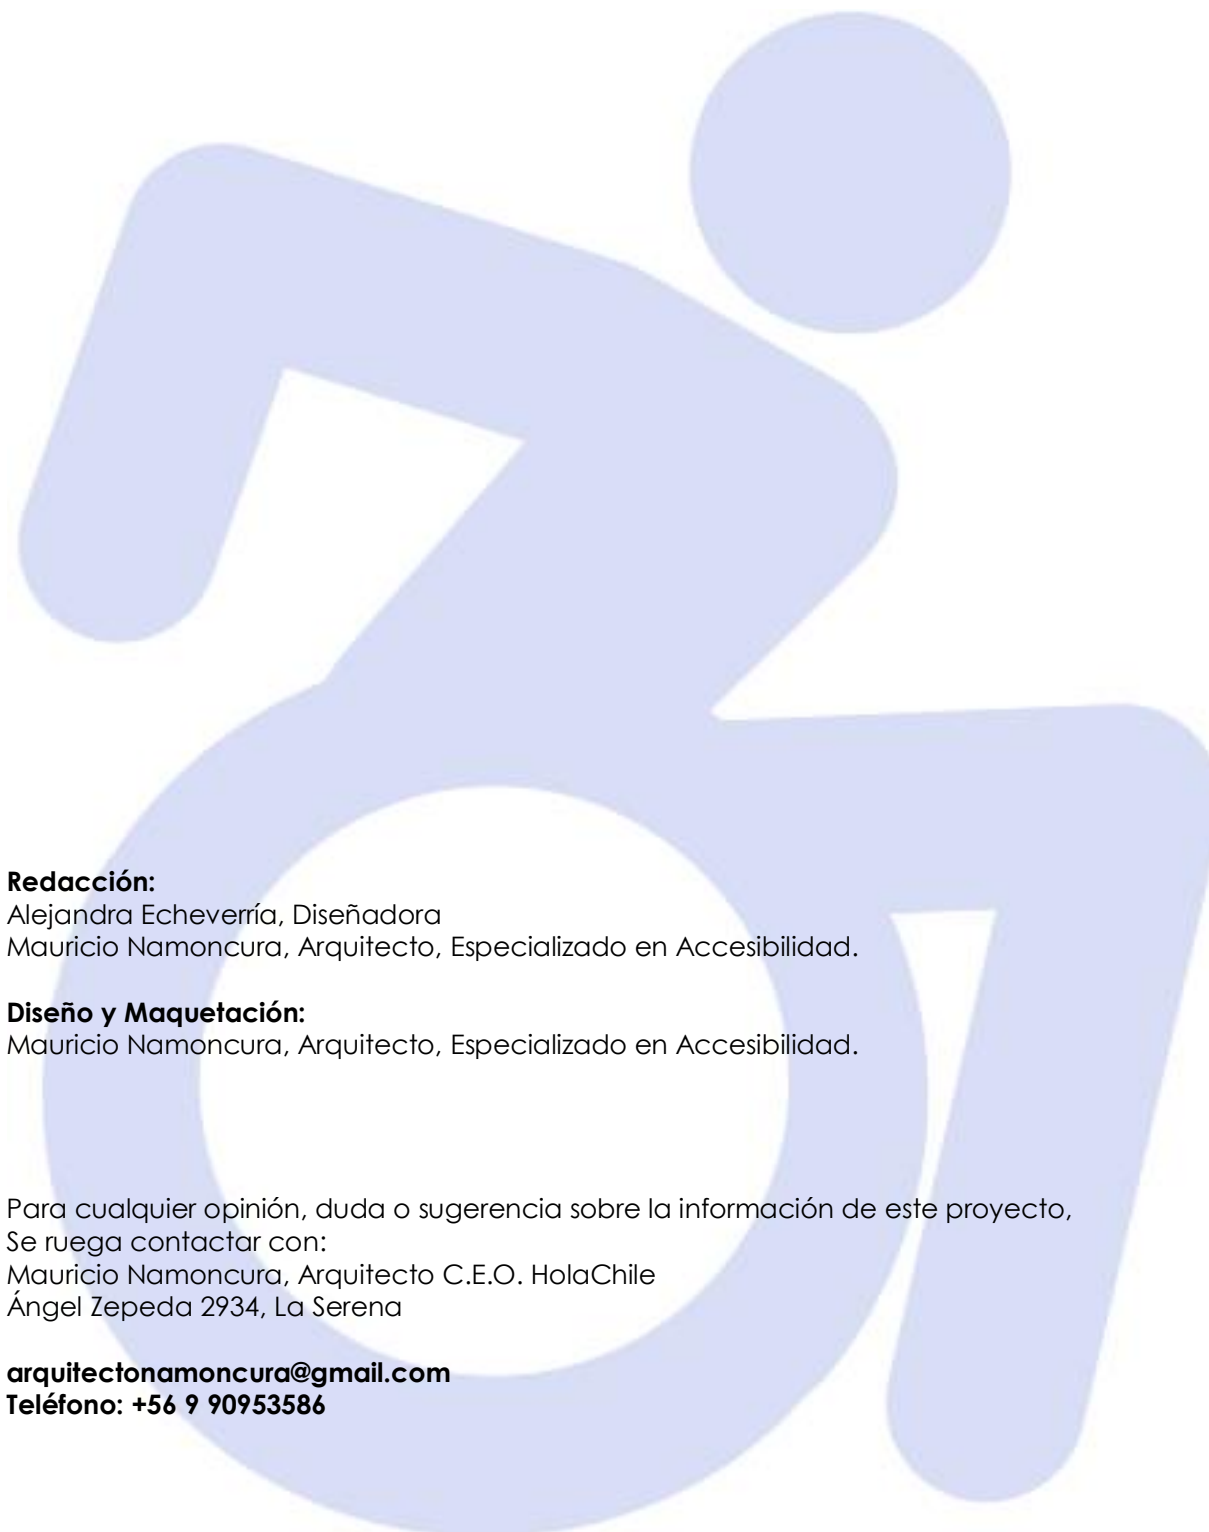 Redacción:
Alejandra Echeverría, Diseñadora
Mauricio Namoncura, Arquitecto, Especializado en Accesibilidad.
Diseño y Maquetación:
Mauricio Namoncura, Arquitecto, Especializado en Accesibilidad.
Para cualquier opinión, duda o sugerencia sobre la información de este proyecto,
Se ruega contactar con:
Mauricio Namoncura, Arquitecto C.E.O. HolaChile
Ángel Zepeda 2934, La Serena
arquitectonamoncura@gmail.com
Teléfono: +56 9 90953586